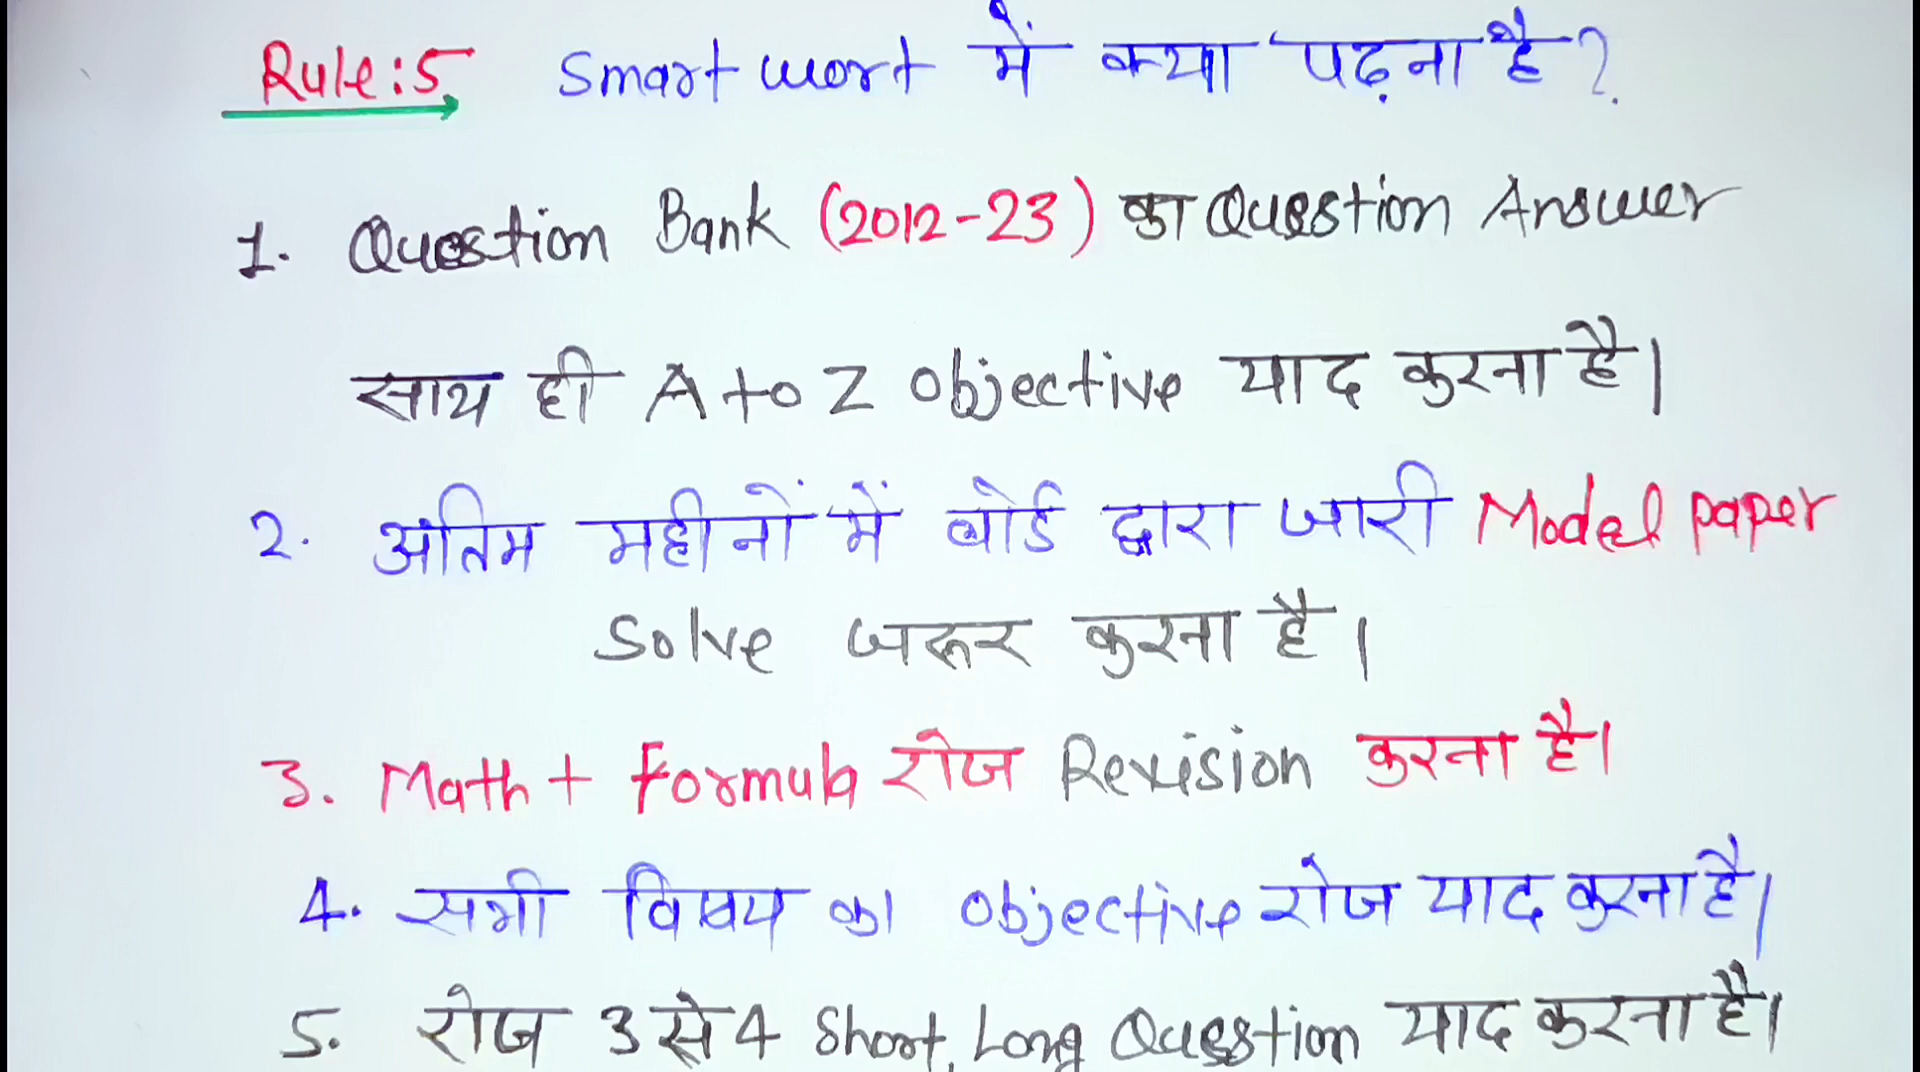 Rule:5 Smart wort में क्या पढ़ना है?
1. Question Bank (2012-23) का Question Answer
साथ ही A to Z objective याद करना है।
2. अंतिम महीनों में बोर्ड द्वारा जारी Model paper
Solve जरूर करना है।
3. Math + Formula रोज Revision करना है।
4. सभी विषय का objective रोज याद करना है।
5. रोज 3 से 4 Short, Long Question याद करना है।